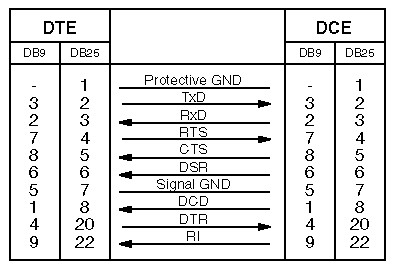 DTE DCE
DB9 DB25 DB9 DB25
- 1 Protective GND - 1
3 2 TxD 3 2
2 3 RxD 2 3
7 4 RTS 7 4
8 5 CTS 8 5
6 6 DSR 6 6
5 7 Signal GND 5 7
1 8 DCD 1 8
4 20 DTR 4 20
9 22 RI 9 22